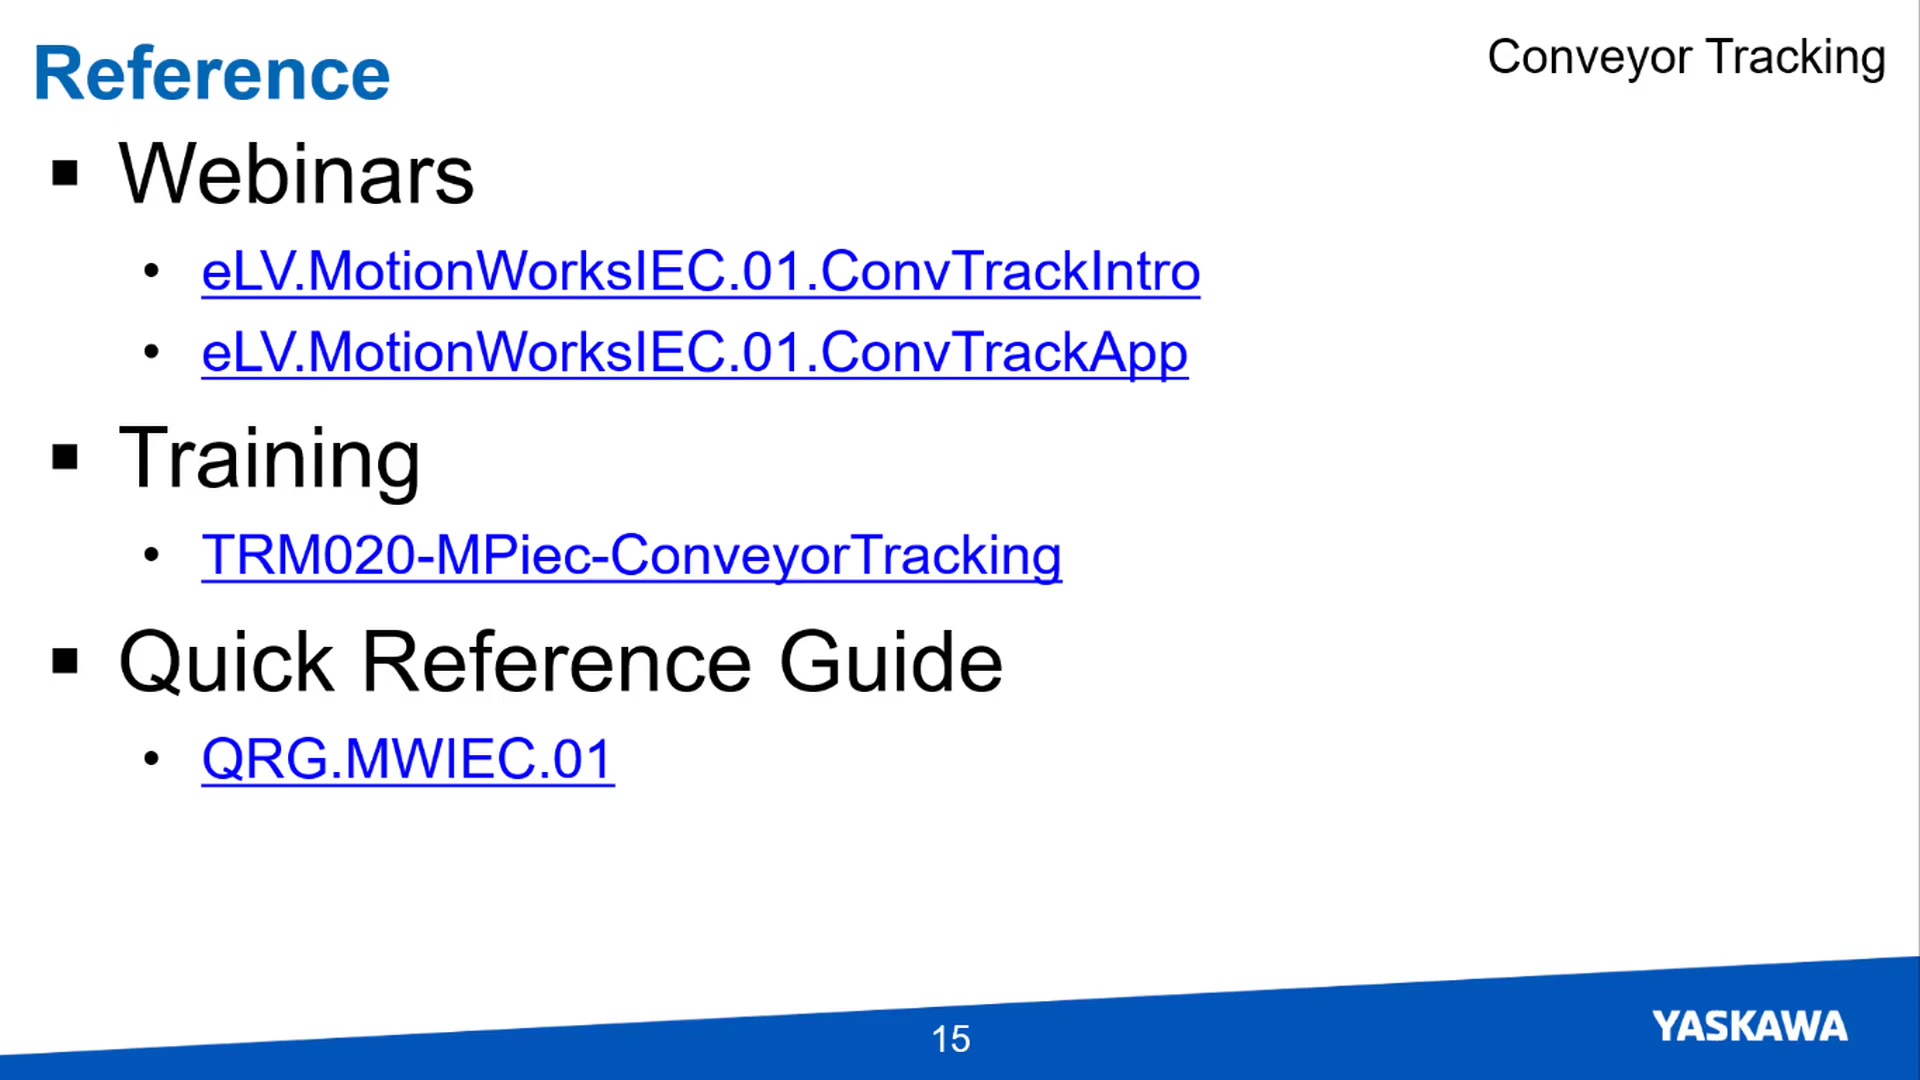 Reference
Conveyor Tracking
▪ Webinars
• eLV.MotionWorksIEC.01.ConvTrackIntro
• eLV.MotionWorksIEC.01.ConvTrackApp
▪ Training
• TRM020-MPiec-ConveyorTracking
▪ Quick Reference Guide
• QRG.MWIEC.01
15
YASKAWA